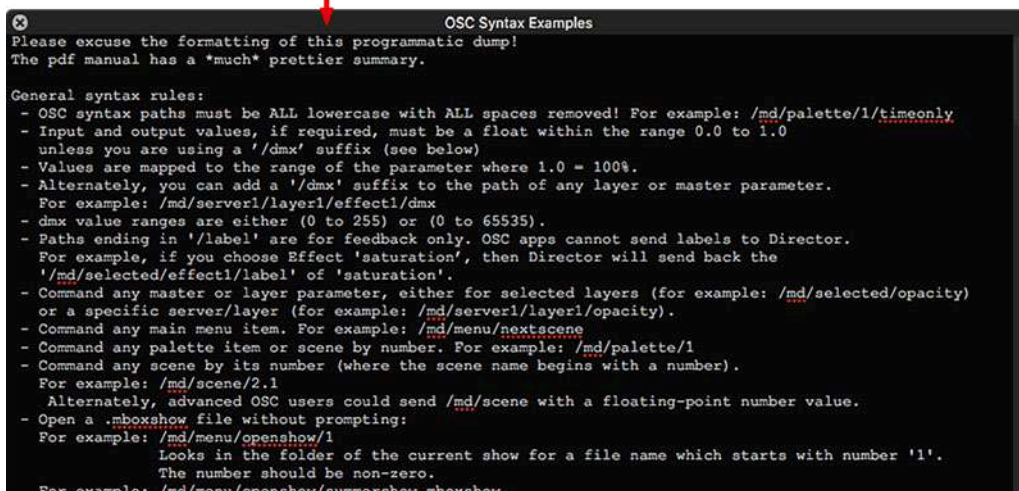 OSC Syntax Examples
Please excuse the formatting of this programmatic dump!
The pdf manual has a *much* prettier summary.
General syntax rules:
- OSC syntax paths must be ALL lowercase with ALL spaces removed! For example: /md/palette/1/timeonly
- Input and output values, if required, must be a float within the range 0.0 to 1.0
unless you are using a '/dmx' suffix (see below)
- Values are mapped to the range of the parameter where 1.0 = 100%.
- Alternately, you can add a '/dmx' suffix to the path of any layer or master parameter.
For example: /md/server1/layer1/effect1/dmx
- dmx value ranges are either (0 to 255) or (0 to 65535).
- Paths ending in '/label' are for feedback only. OSC apps cannot send labels to Director.
For example, if you choose Effect 'saturation', then Director will send back the
'/md/selected/effect1/label' of 'saturation'.
- Command any master or layer parameter, either for selected layers (for example: /md/selected/opacity)
or a specific server/layer (for example: /md/server1/layer1/opacity).
- Command any main menu item. For example: /md/menu/nextscene
- Command any palette item or scene by number. For example: /md/palette/1
- Command any scene by its number (where the scene name begins with a number).
For example: /md/scene/2.1
Alternately, advanced OSC users could send /md/scene with a floating-point number value.
- Open a .mboxshow file without prompting:
For example: /md/menu/openshow/1
Looks in the folder of the current show for a file name which starts with number '1'.
The number should be non-zero.
For example: /md/menu/openshow/summershow.mboxshow